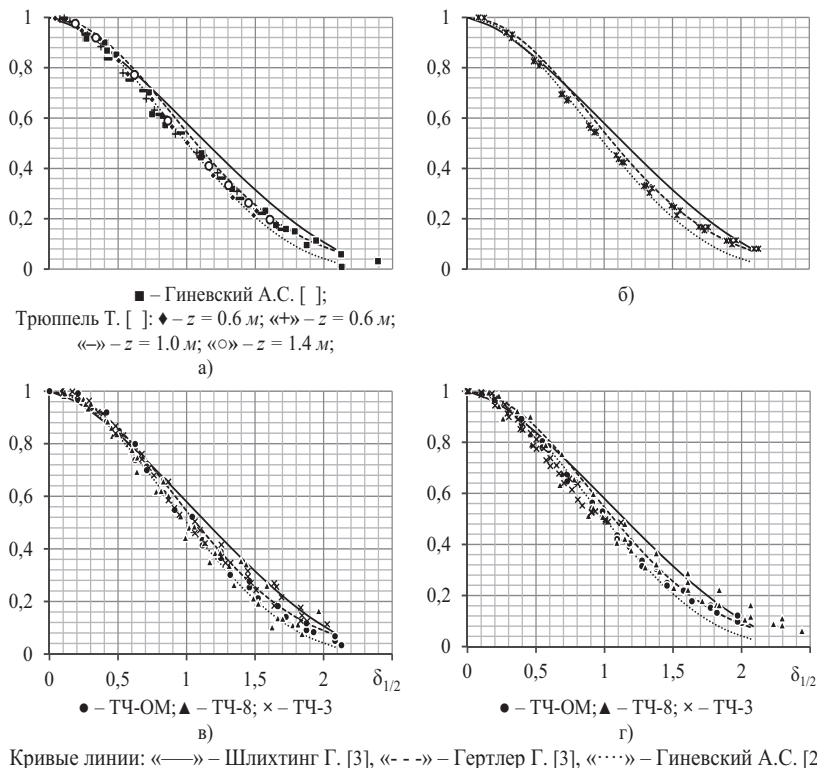 1
0,8
0,6
0,4
0,2
0
1
0,8
0,6
0,4
0,2
0
■ – Гиневский А.С. [ ];
Трюппель Т. [ ]: ♦ – z = 0.6 м; «+» – z = 0.6 м;
«–» – z = 1.0 м; «○» – z = 1.4 м;
а)
б)
1
0,8
0,6
0,4
0,2
0
0 0,5 1 1,5 2 δ1/2
1
0,8
0,6
0,4
0,2
0
0 0,5 1 1,5 2 δ1/2
● – ТЧ-ОМ; ▲ – ТЧ-8; × – ТЧ-3
в)
● – ТЧ-ОМ; ▲ – ТЧ-8; × – ТЧ-3
г)
Кривые линии: «——» – Шлихтинг Г. [3], «- - -» – Гертлер Г. [3], «····» – Гиневский А.С. [2